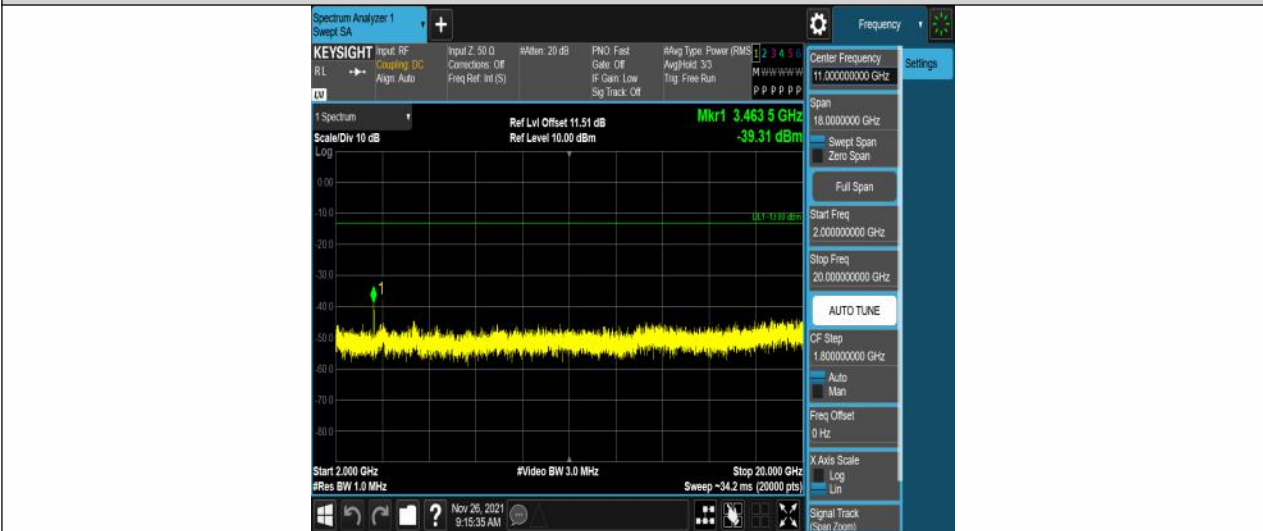 Spectrum Analyzer 1
Swept SA
+
Frequency
KEYSIGHT
RL
LV
Input: RF
Coupling: DC
Align: Auto
Input Z: 50 Ω
Corrections: Off
Freq Ref: Int (S)
#Atten: 20 dB
PNO: Fast
Gate: Off
IF Gain: Low
Sig Track: Off
#Avg Type: Power (RMS
Avg|Hold: 3/3
Trig: Free Run
1 2 3 4 5 6
M W W W W W
P P P P P P
1 Spectrum
Scale/Div 10 dB
Log
Ref Lvl Offset 11.51 dB
Ref Level 10.00 dBm
Mkr1 3.463 5 GHz
-39.31 dBm
0.00
-10.0
DL1 -13.00 dBm
-20.0
-30.0
1
-40.0
-50.0
-60.0
-70.0
-80.0
Start 2.000 GHz
#Res BW 1.0 MHz
#Video BW 3.0 MHz
Stop 20.000 GHz
Sweep ~34.2 ms (20000 pts)
?
Nov 26, 2021
9:15:35 AM
Center Frequency
11.000000000 GHz
Settings
Span
18.0000000 GHz
Swept Span
Zero Span
Full Span
Start Freq
2.000000000 GHz
Stop Freq
20.000000000 GHz
AUTO TUNE
CF Step
1.800000000 GHz
Auto
Man
Freq Offset
0 Hz
X Axis Scale
Log
Lin
Signal Track
(Span Zoom)